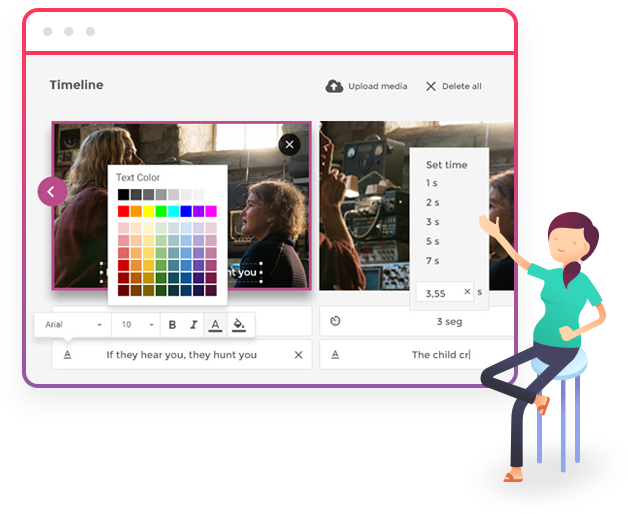 Timeline
Upload media
Delete all
Text Color
Set time
1 s
2 s
3 s
5 s
7 s
3,55 × s
nt you
Arial
10
B I A
3 seg
A If they hear you, they hunt you ×
A The child cr